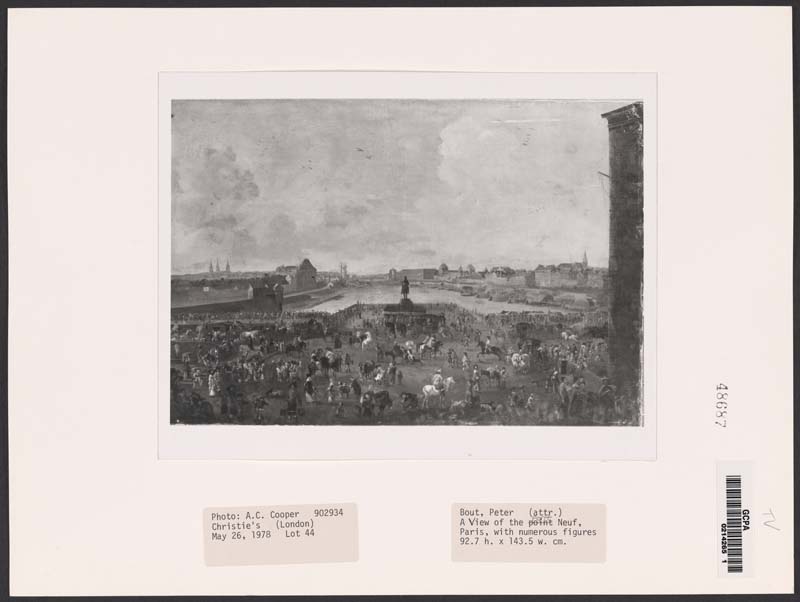 48687
Photo: A.C. Cooper 902934
Christie's (London)
May 26, 1978 Lot 44
Bout, Peter (attr.)
A View of the point Neuf,
Paris, with numerous figures
92.7 h. x 143.5 w. cm.
GCPA
0214265 1
TV